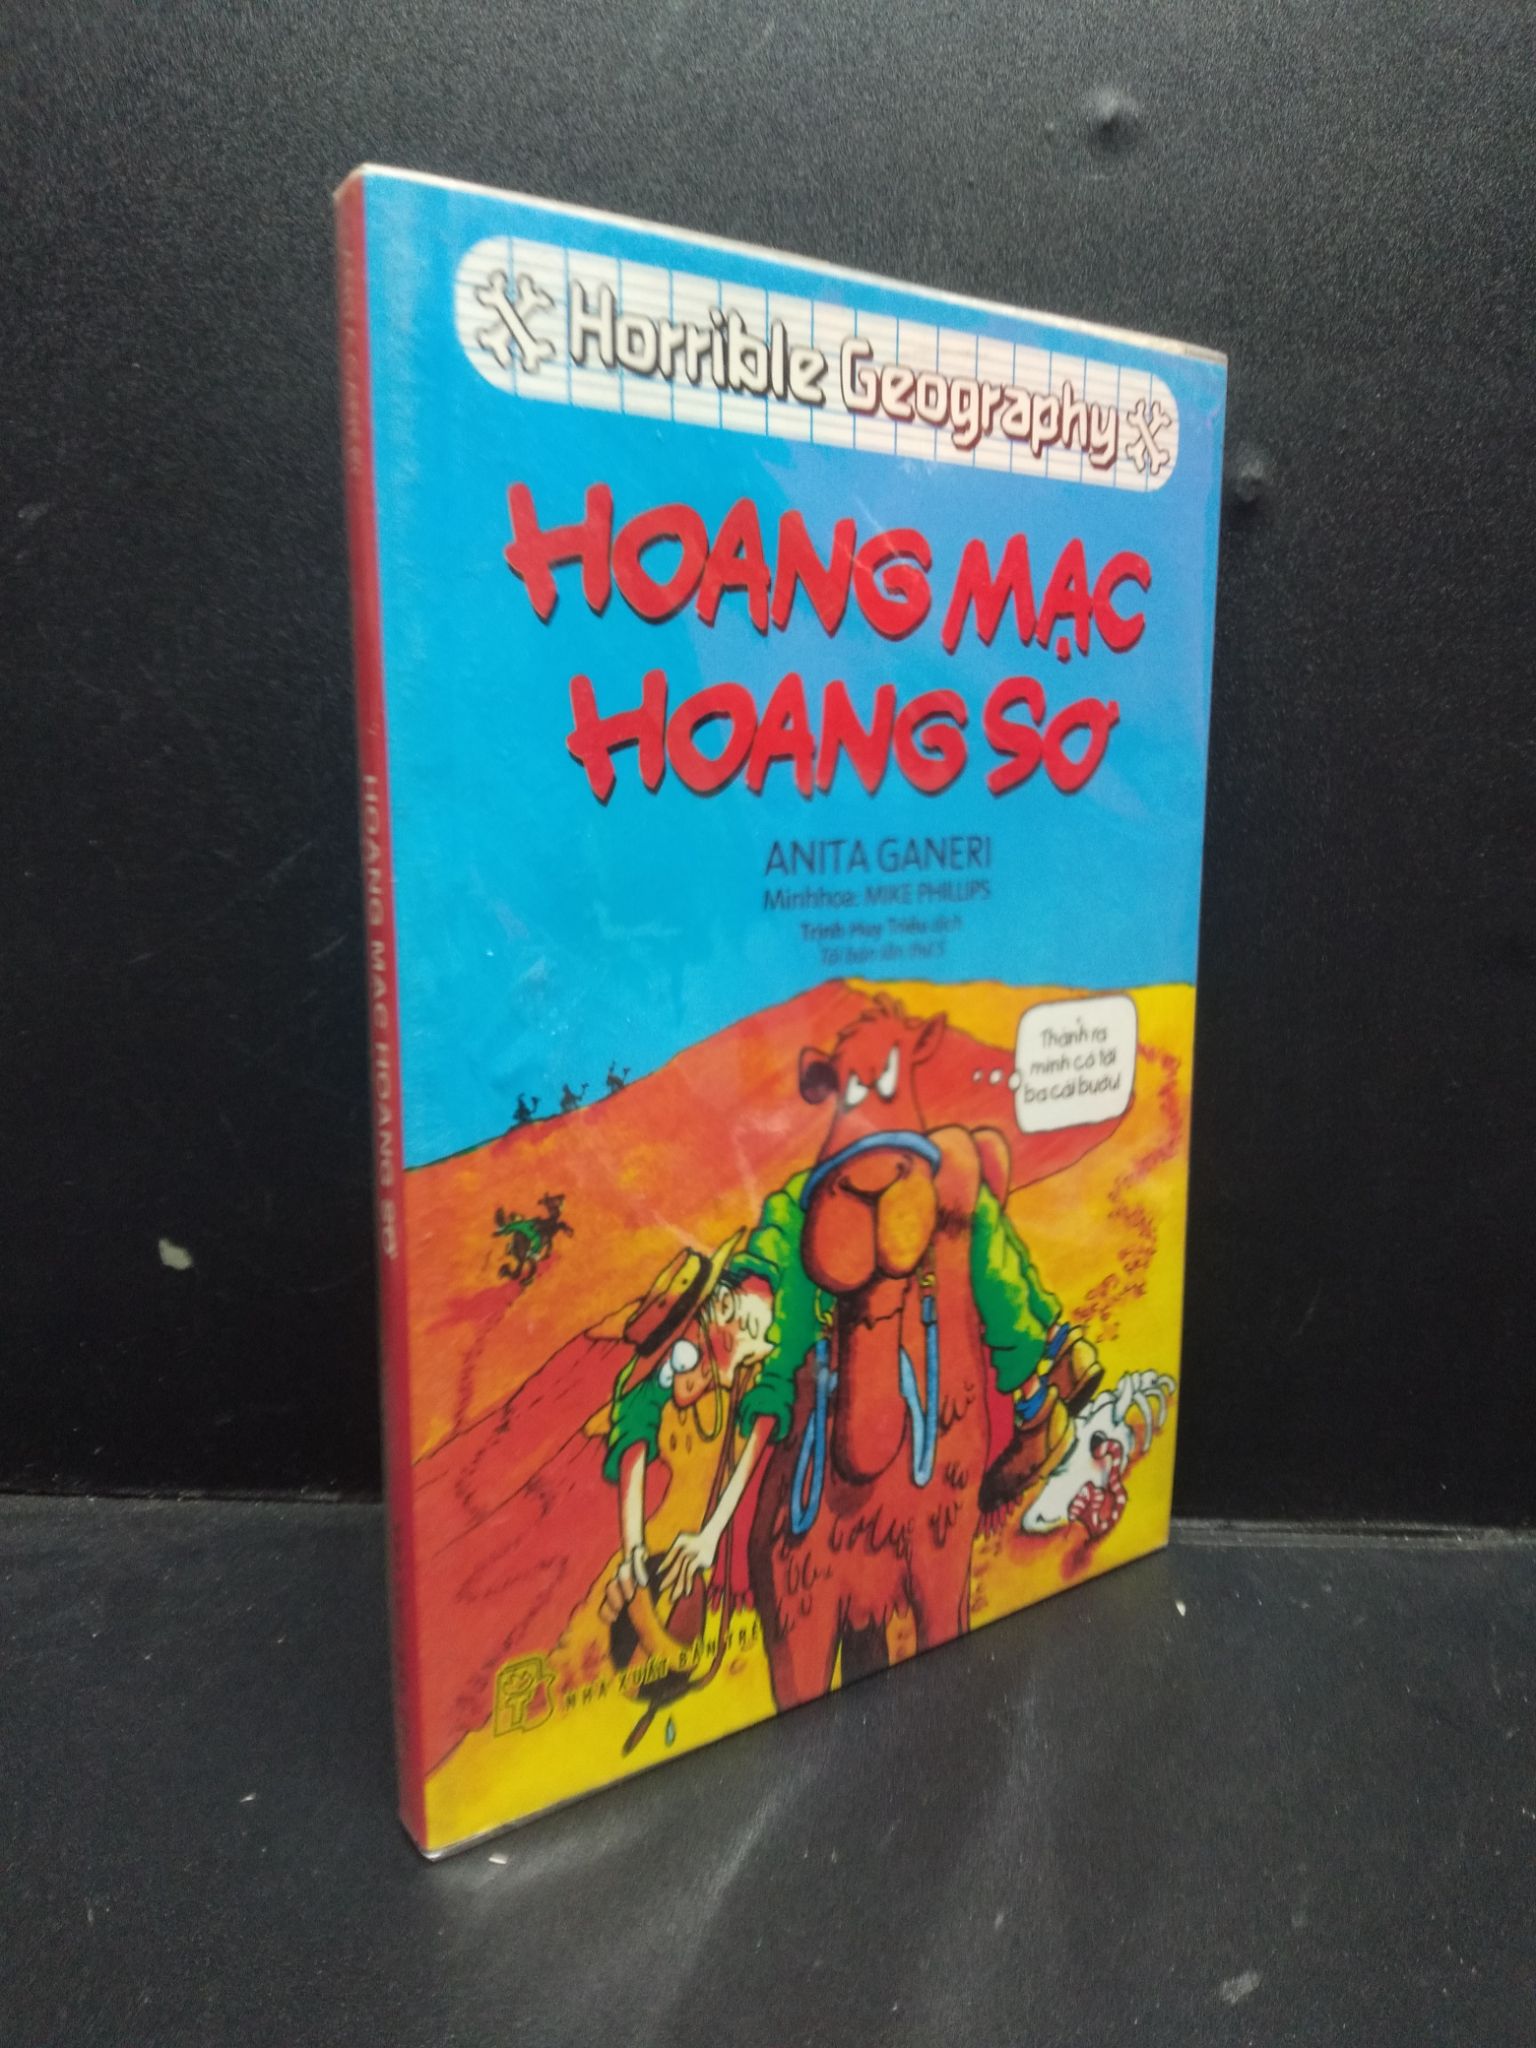 Horrible Geography
HOANG MẠC
HOANG SƠ
ANITA GANERI
Minh họa: MIKE PHILLIPS
Trịnh Huy Triều dịch
Tái bản lần thứ 5
Thành ra
mình có tới
ba cái bướu!
NHÀ XUẤT BẢN TRẺ
HOANG MẠC HOANG SƠ